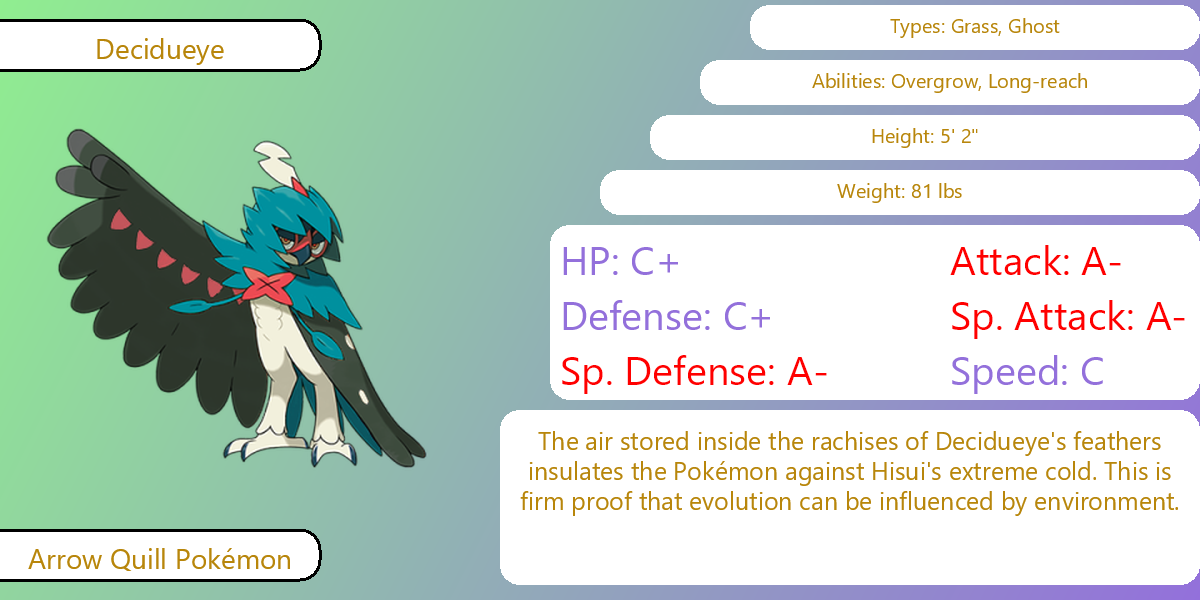 Decidueye
Types: Grass, Ghost
Abilities: Overgrow, Long-reach
Height: 5' 2"
Weight: 81 lbs
HP: C+
Attack: A-
Defense: C+
Sp. Attack: A-
Sp. Defense: A-
Speed: C
The air stored inside the rachises of Decidueye's feathers
insulates the Pokémon against Hisui's extreme cold. This is
firm proof that evolution can be influenced by environment.
Arrow Quill Pokémon